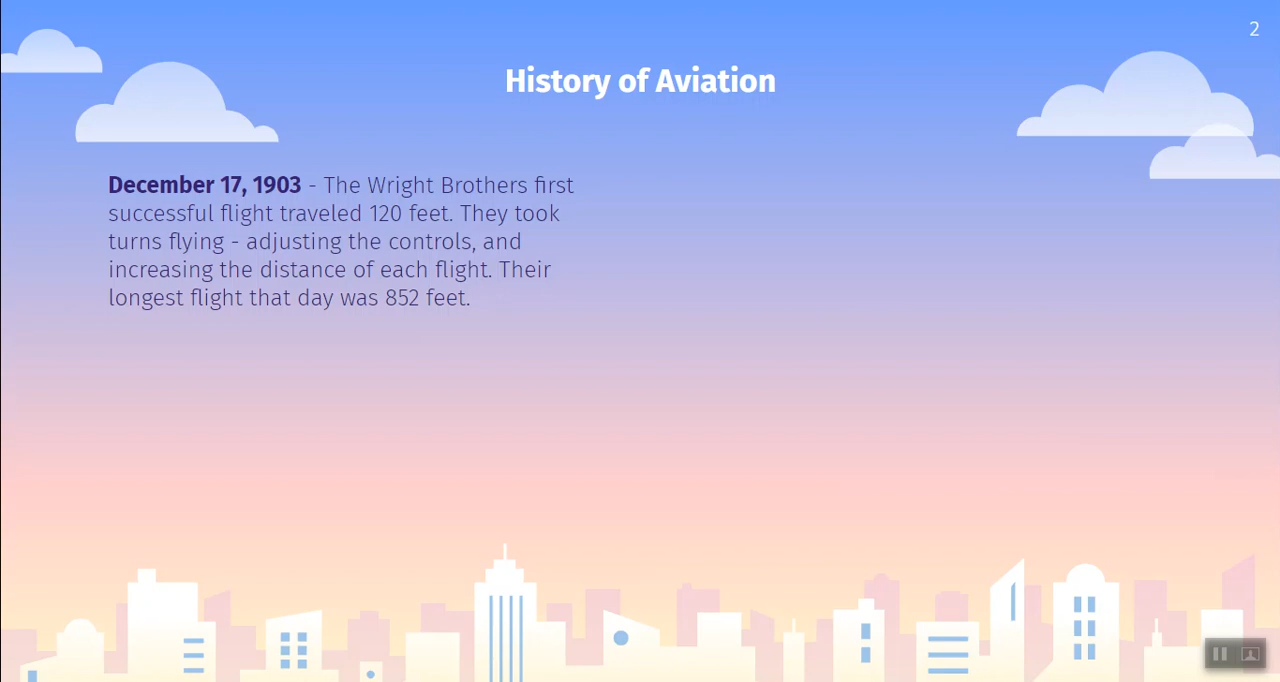 2
History of Aviation
December 17, 1903 - The Wright Brothers first
successful flight traveled 120 feet. They took
turns flying - adjusting the controls, and
increasing the distance of each flight. Their
longest flight that day was 852 feet.